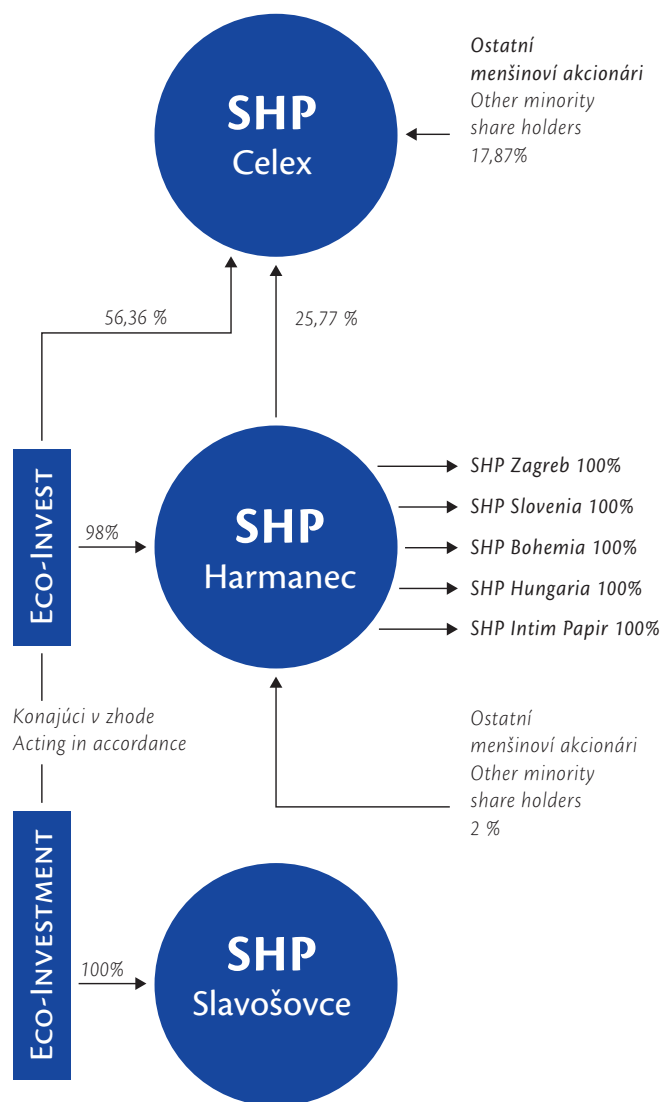 SHP
Celex
Ostatní
menšinoví akcionári
Other minority
share holders
17,87%
56,36 %
25,77 %
ECO-INVEST
98%
SHP
Harmanec
SHP Zagreb 100%
SHP Slovenia 100%
SHP Bohemia 100%
SHP Hungaria 100%
SHP Intim Papir 100%
Konajúci v zhode
Acting in accordance
Ostatní
menšinoví akcionári
Other minority
share holders
2 %
ECO-INVESTMENT
100%
SHP
Slavošovce